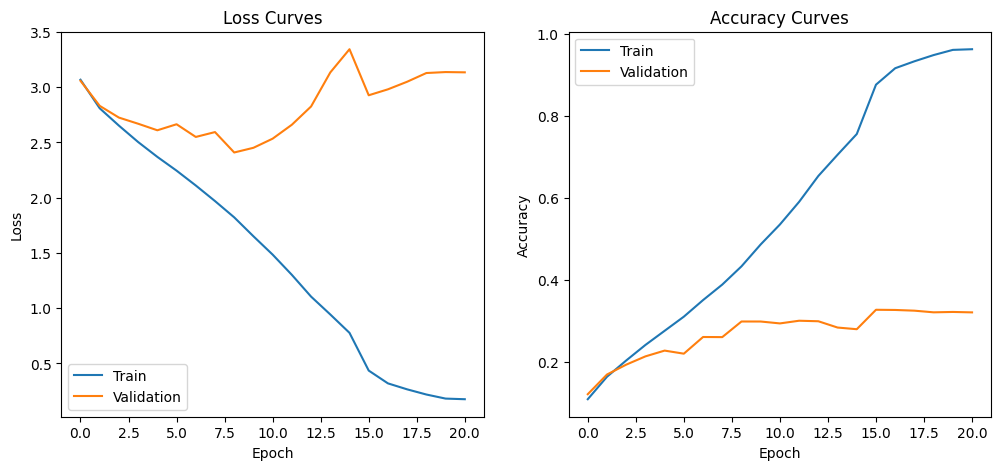 Loss Curves
3.5
3.0
2.5
2.0
1.5
1.0
0.5
Loss
Train
Validation
0.0 2.5 5.0 7.5 10.0 12.5 15.0 17.5 20.0
Epoch
Accuracy Curves
1.0
0.8
0.6
0.4
0.2
Accuracy
Train
Validation
0.0 2.5 5.0 7.5 10.0 12.5 15.0 17.5 20.0
Epoch